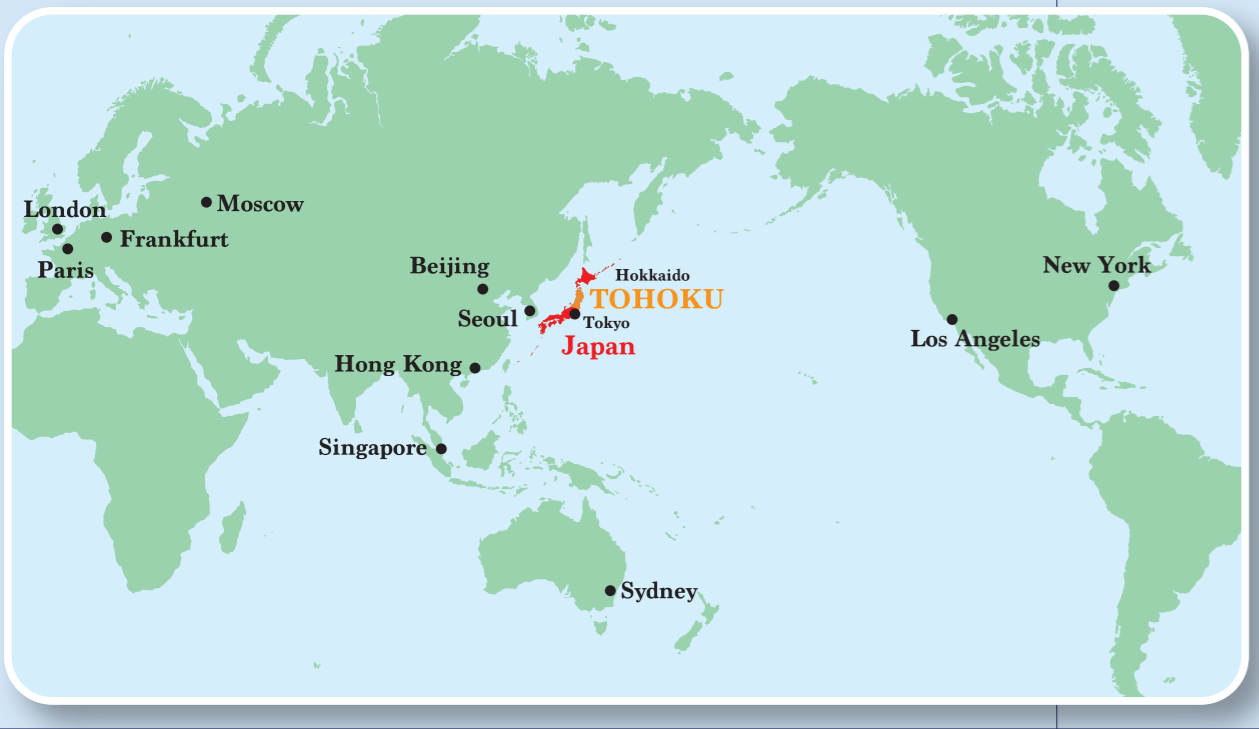 London
Moscow
Frankfurt
Paris
Beijing
Hokkaido
New York
TOHOKU
Seoul
Tokyo
Los Angeles
Japan
Hong Kong
Singapore
Sydney